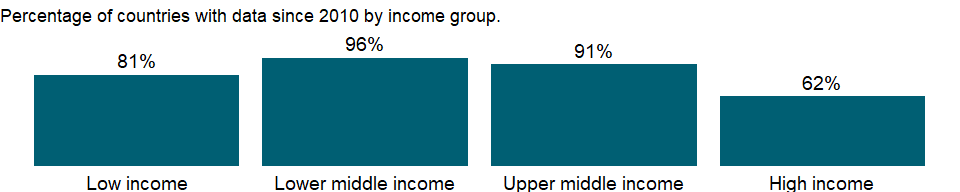 Percentage of countries with data since 2010 by income group.
81%
96%
91%
62%
Low income
Lower middle income
Upper middle income
High income